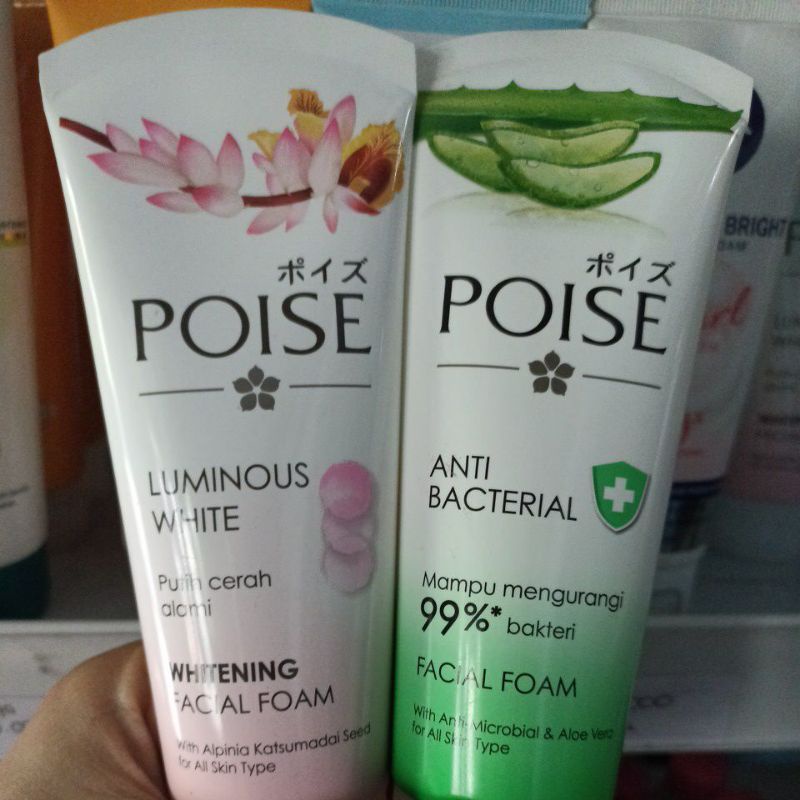 ポイズ
POISE
LUMINOUS
WHITE
Putih cerah
alami
WHITENING
FACIAL FOAM
With Alpinia Katsumadai Seed
for All Skin Type
ポイズ
POISE
ANTI
BACTERIAL
Mampu mengurangi
99%* bakteri
FACIAL FOAM
With Anti-Microbial & Aloe Vera
for All Skin Type
BRIGHT